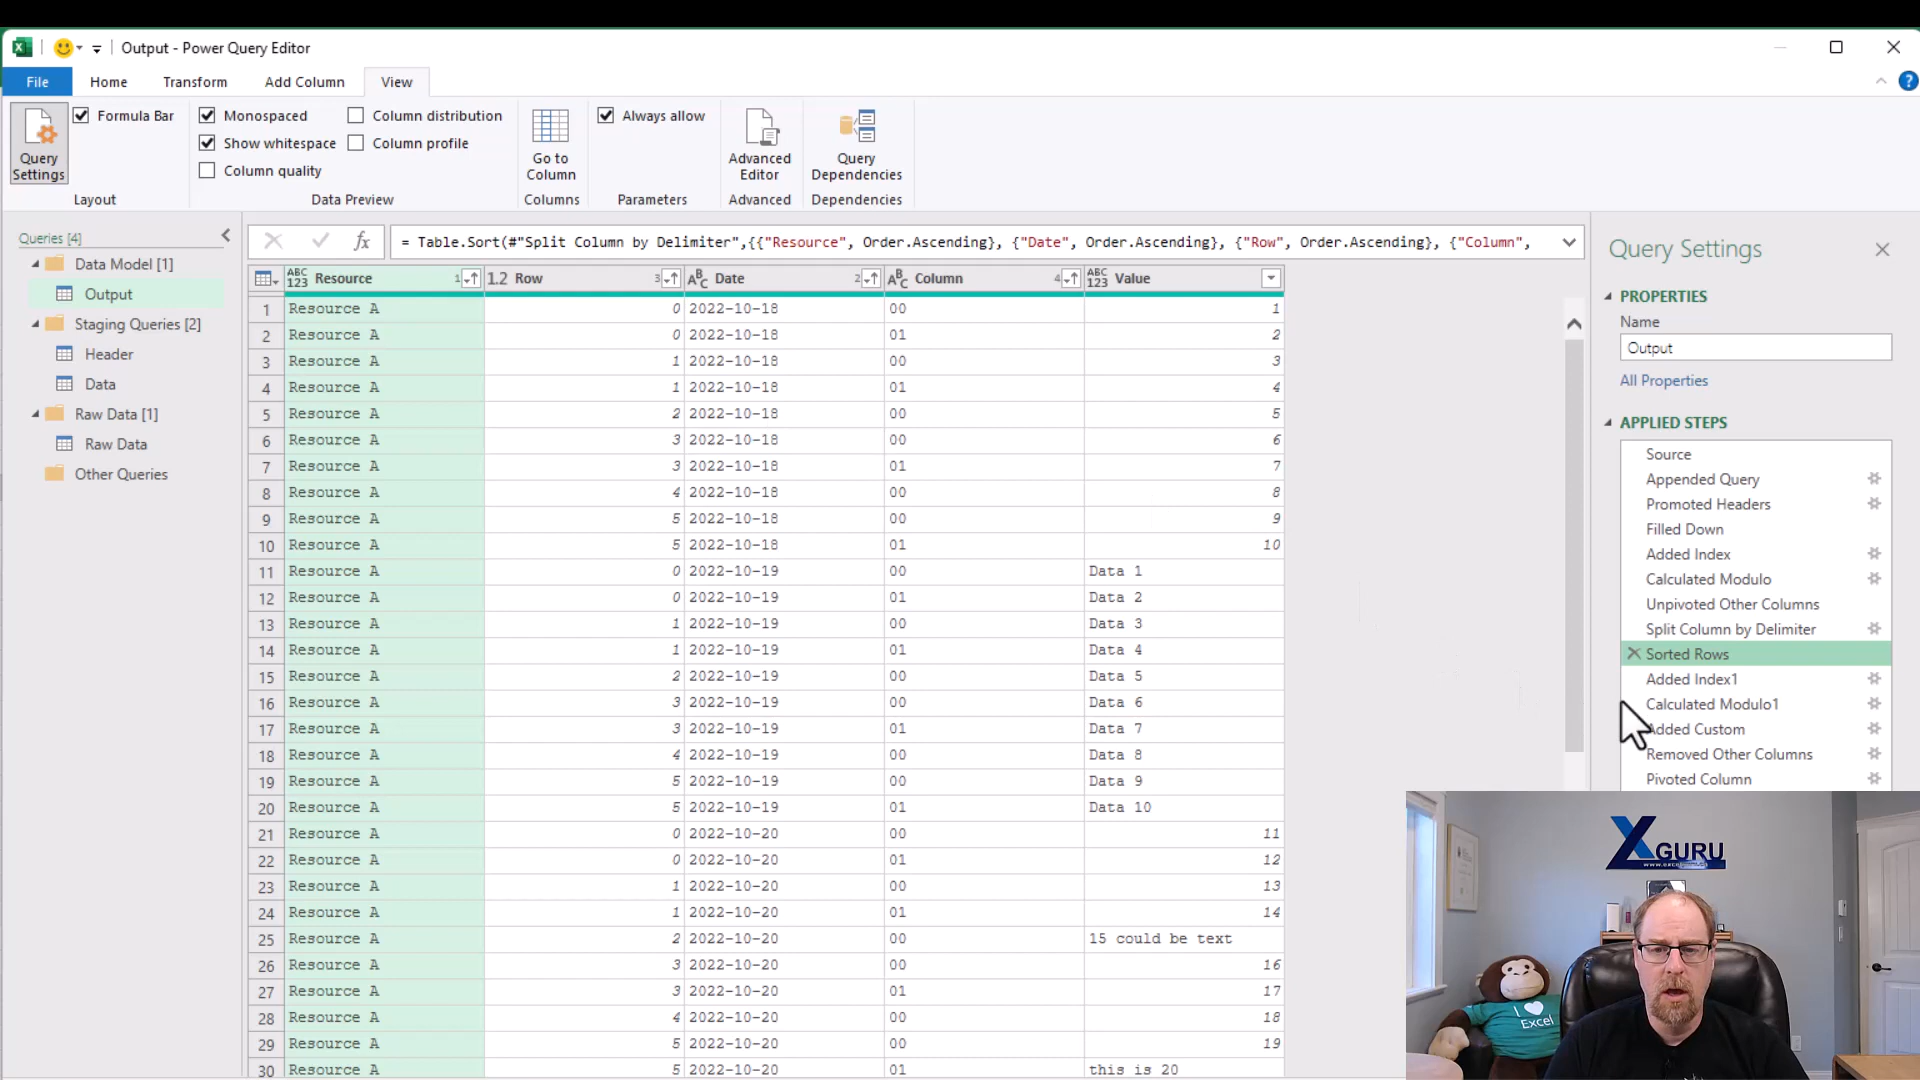 Output - Power Query Editor
File Home Transform Add Column View
Query Settings
Formula Bar
Layout
Monospaced
Show whitespace
Column quality
Column distribution
Column profile
Data Preview
Go to Column
Columns
Always allow
Parameters
Advanced Editor
Advanced
Query Dependencies
Dependencies
Queries [4]
Data Model [1]
Output
Staging Queries [2]
Header
Data
Raw Data [1]
Raw Data
Other Queries
fx = Table.Sort(#"Split Column by Delimiter",{{"Resource", Order.Ascending}, {"Date", Order.Ascending}, {"Row", Order.Ascending}, {"Column",
ABC 123 Resource 1 1.2 Row 3 ABC Date 2 ABC Column 4 ABC 123 Value
1 Resource A 0 2022-10-18 00 1
2 Resource A 0 2022-10-18 01 2
3 Resource A 1 2022-10-18 00 3
4 Resource A 1 2022-10-18 01 4
5 Resource A 2 2022-10-18 00 5
6 Resource A 3 2022-10-18 00 6
7 Resource A 3 2022-10-18 01 7
8 Resource A 4 2022-10-18 00 8
9 Resource A 5 2022-10-18 00 9
10 Resource A 5 2022-10-18 01 10
11 Resource A 0 2022-10-19 00 Data 1
12 Resource A 0 2022-10-19 01 Data 2
13 Resource A 1 2022-10-19 00 Data 3
14 Resource A 1 2022-10-19 01 Data 4
15 Resource A 2 2022-10-19 00 Data 5
16 Resource A 3 2022-10-19 00 Data 6
17 Resource A 3 2022-10-19 01 Data 7
18 Resource A 4 2022-10-19 00 Data 8
19 Resource A 5 2022-10-19 00 Data 9
20 Resource A 5 2022-10-19 01 Data 10
21 Resource A 0 2022-10-20 00 11
22 Resource A 0 2022-10-20 01 12
23 Resource A 1 2022-10-20 00 13
24 Resource A 1 2022-10-20 01 14
25 Resource A 2 2022-10-20 00 15 could be text
26 Resource A 3 2022-10-20 00 16
27 Resource A 3 2022-10-20 01 17
28 Resource A 4 2022-10-20 00 18
29 Resource A 5 2022-10-20 00 19
30 Resource A 5 2022-10-20 01 this is 20
Query Settings
PROPERTIES
Name
Output
All Properties
APPLIED STEPS
Source
Appended Query
Promoted Headers
Filled Down
Added Index
Calculated Modulo
Unpivoted Other Columns
Split Column by Delimiter
Sorted Rows
Added Index1
Calculated Modulo1
Added Custom
Removed Other Columns
Pivoted Column
X GURU
I ❤ Excel